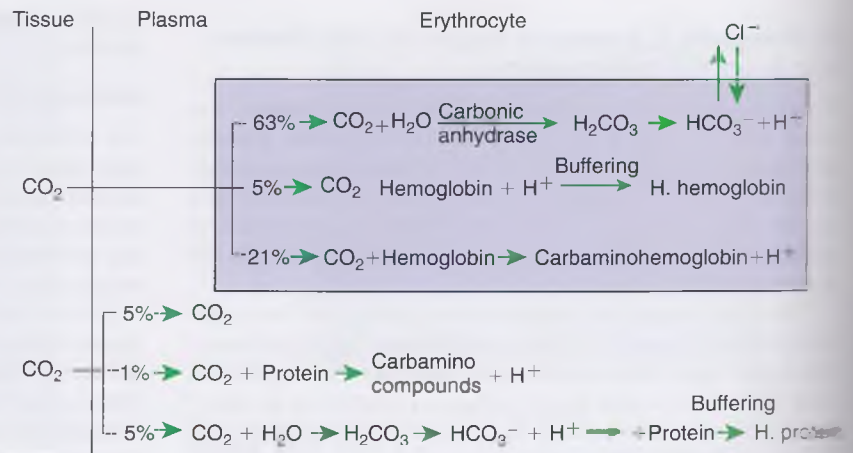 Tissue Plasma Erythrocyte
Cl⁻
63% → CO₂+H₂O Carbonic anhydrase → H₂CO₃ → HCO₃⁻+H⁺
CO₂
5% → CO₂ Hemoglobin + H⁺ Buffering → H. hemoglobin
21% → CO₂+Hemoglobin → Carbaminohemoglobin+H⁺
5% → CO₂
CO₂
1% → CO₂ + Protein → Carbamino compounds + H⁺
Buffering
5% → CO₂ + H₂O → H₂CO₃ → HCO₃⁻ + H⁺ +Protein → H.